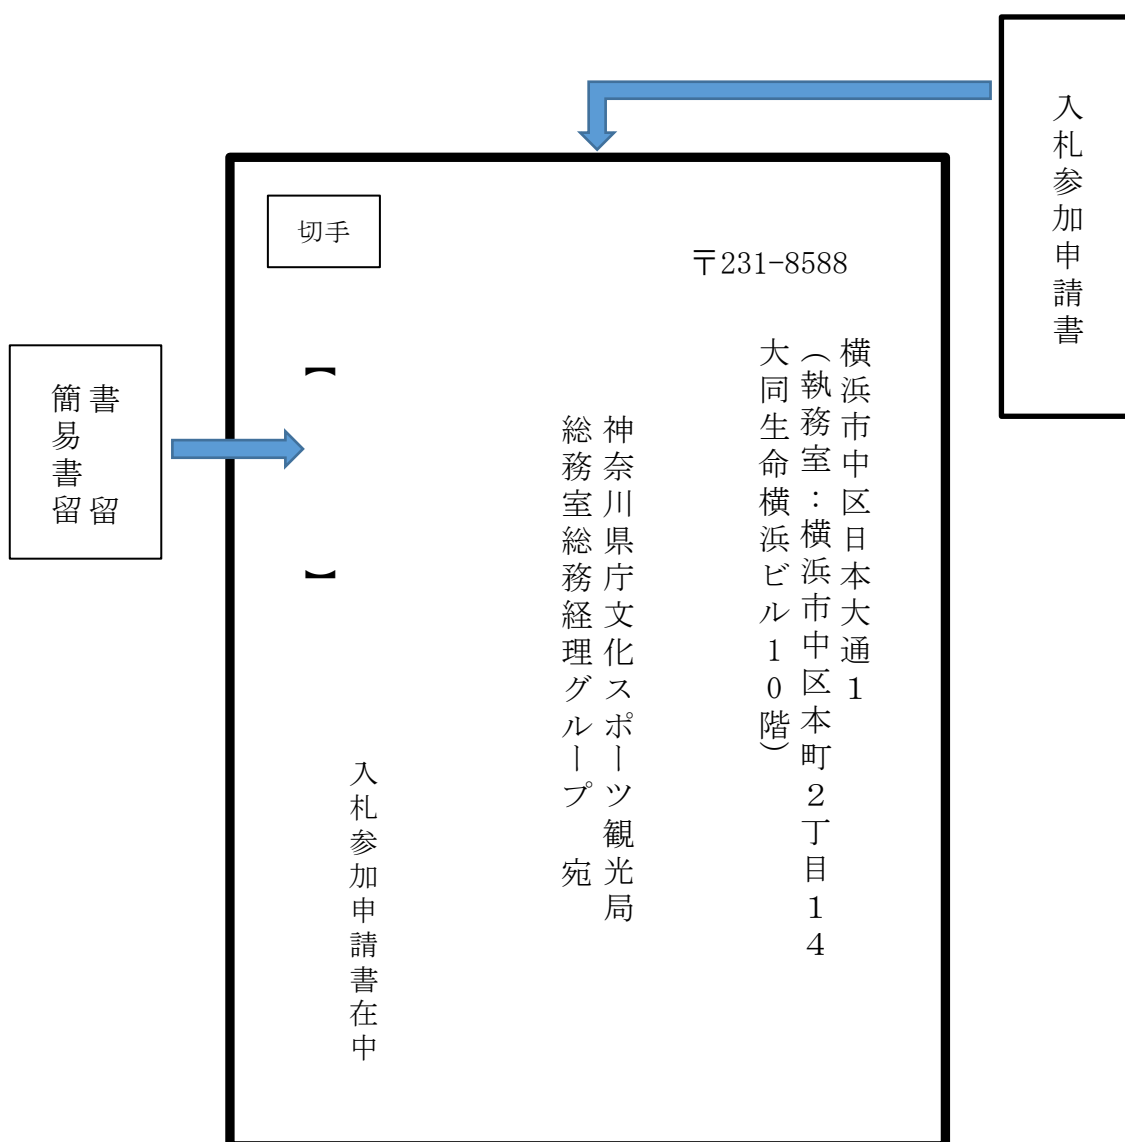 入札参加申請書
切手
〒231-8588
横浜市中区日本大通1
（執務室：横浜市中区本町2丁目14
大同生命横浜ビル10階）
神奈川県庁文化スポーツ観光局
総務室総務経理グループ　宛
【　　　】
書　留
簡易書留
入札参加申請書在中